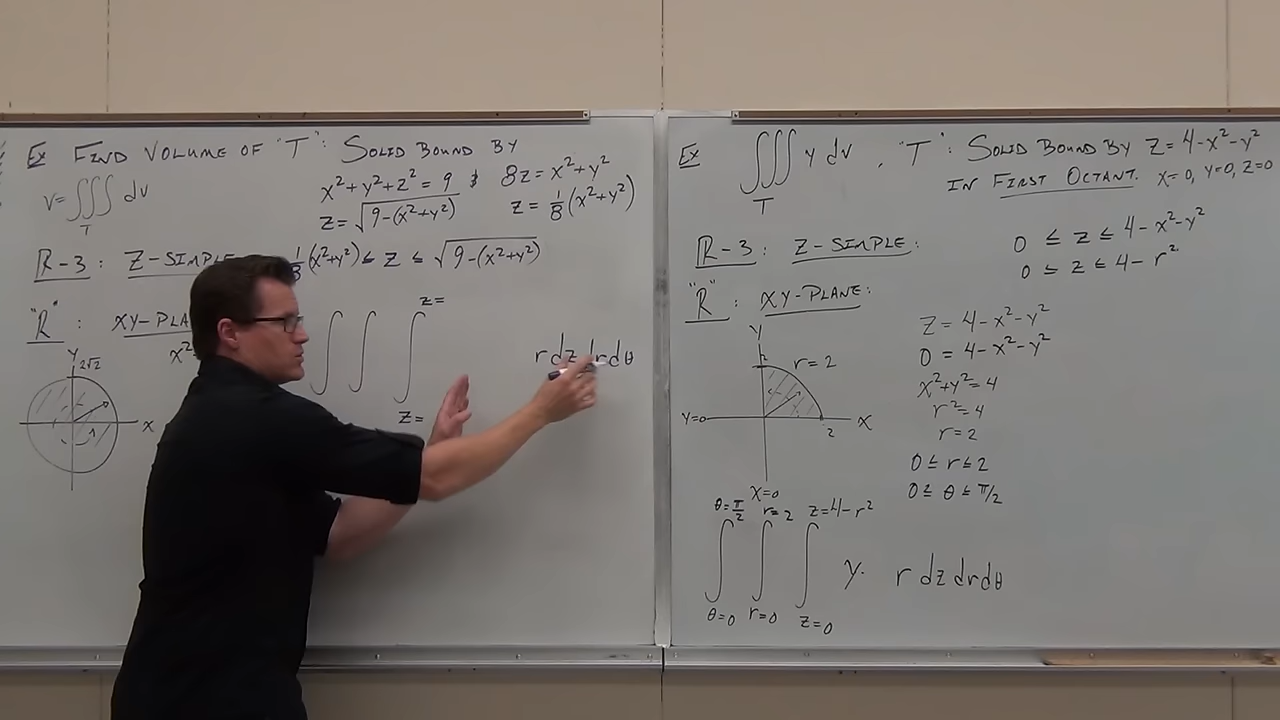 Ex FIND VOLUME OF "T": SOLID BOUND BY
V=∭ dv
T
x²+y²+z²=9 & 8z=x²+y²
z=√9-(x²+y²) z=1/8(x²+y²)
R-3: Z-SIMPLE 1/8(x²+y²)≤ z ≤ √9-(x²+y²)
"R": XY-PLA
x²
Y 2√2
X
z=
∫∫∫ r dz dr dθ
z=
Ex ∭ y dv , "T": SOLID BOUND BY z=4-x²-y²
T
IN FIRST OCTANT. X=0, Y=0, Z=0
R-3: Z-SIMPLE:
0 ≤ z ≤ 4-x²-y²
0 ≤ z ≤ 4-r²
"R": XY-PLANE:
Y
2 r=2
Y=0 X
2
X=0
z=4-x²-y²
0=4-x²-y²
x²+y²=4
r²=4
r=2
0≤r≤2
0≤ θ ≤ π/2
θ=π/2 r=2 z=4-r²
∫∫∫ y· r dz dr dθ
θ=0 r=0 z=0